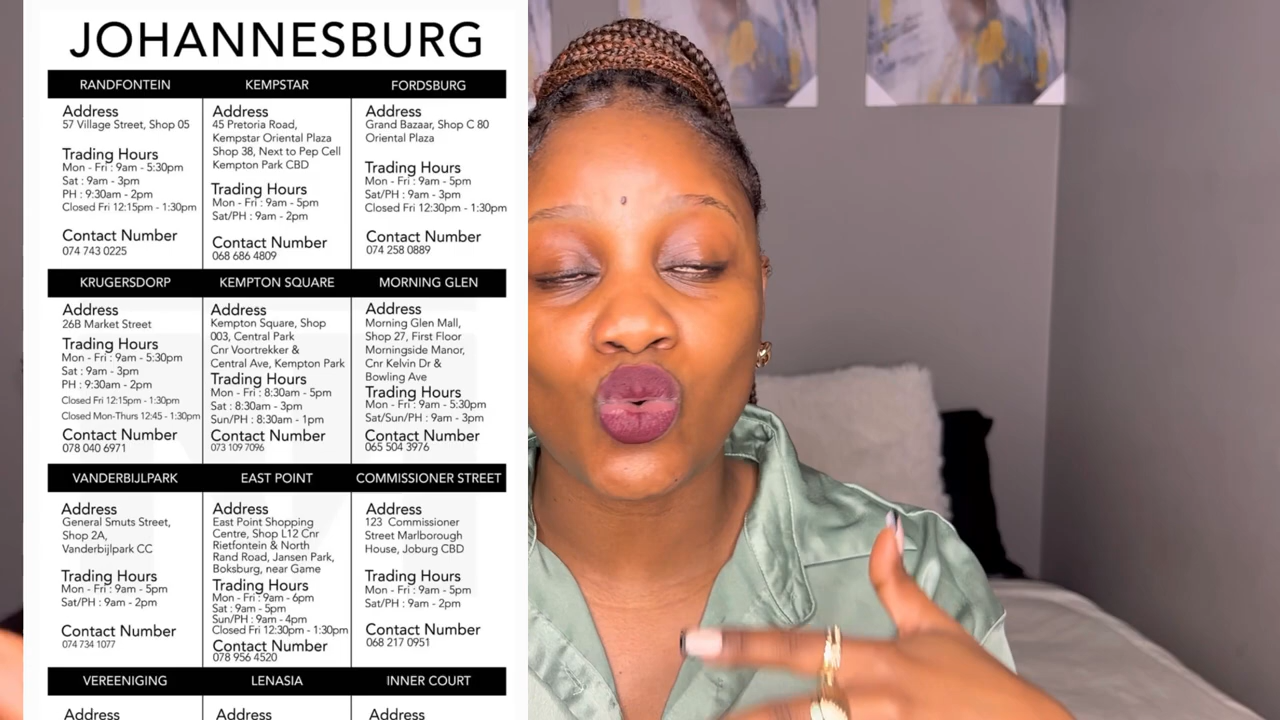 JOHANNESBURG
RANDFONTEIN
Address
57 Village Street, Shop 05
Trading Hours
Mon - Fri : 9am - 5:30pm
Sat : 9am - 3pm
PH : 9:30am - 2pm
Closed Fri 12:15pm - 1:30pm
Contact Number
074 743 0225
KEMPSTAR
Address
45 Pretoria Road,
Kempstar Oriental Plaza
Shop 38, Next to Pep Cell
Kempton Park CBD
Trading Hours
Mon - Fri : 9am - 5pm
Sat/PH : 9am - 2pm
Contact Number
068 686 4809
FORDSBURG
Address
Grand Bazaar, Shop C 80
Oriental Plaza
Trading Hours
Mon - Fri : 9am - 5pm
Sat/PH : 9am - 3pm
Closed Fri 12:30pm - 1:30pm
Contact Number
074 258 0889
KRUGERSDORP
Address
26B Market Street
Trading Hours
Mon - Fri : 9am - 5:30pm
Sat : 9am - 3pm
PH : 9:30am - 2pm
Closed Fri 12:15pm - 1:30pm
Closed Mon-Thurs 12:45 - 1:30pm
Contact Number
078 040 6971
KEMPTON SQUARE
Address
Kempton Square, Shop
003, Central Park
Cnr Voortrekker &
Central Ave, Kempton Park
Trading Hours
Mon - Fri : 8:30am - 5pm
Sat : 8:30am - 3pm
Sun/PH : 8:30am - 1pm
Contact Number
073 109 7096
MORNING GLEN
Address
Morning Glen Mall,
Shop 27, First Floor
Morningside Manor,
Cnr Kelvin Dr &
Bowling Ave
Trading Hours
Mon - Fri : 9am - 5:30pm
Sat/Sun/PH : 9am - 3pm
Contact Number
065 504 3976
VANDERBIJLPARK
Address
General Smuts Street,
Shop 2A,
Vanderbijlpark CC
Trading Hours
Mon - Fri : 9am - 5pm
Sat/PH : 9am - 2pm
Contact Number
074 734 1077
EAST POINT
Address
East Point Shopping
Centre, Shop L12 Cnr
Rietfontein & North
Rand Road, Jansen Park,
Boksburg, near Game
Trading Hours
Mon - Fri : 9am - 6pm
Sat : 9am - 5pm
Sun/PH : 9am - 4pm
Closed Fri 12:30pm - 1:30pm
Contact Number
078 956 4520
COMMISSIONER STREET
Address
123 Commissioner
Street Marlborough
House, Joburg CBD
Trading Hours
Mon - Fri : 9am - 5pm
Sat/PH : 9am - 2pm
Contact Number
068 217 0951
VEREENIGING
Address
LENASIA
Address
INNER COURT
Address